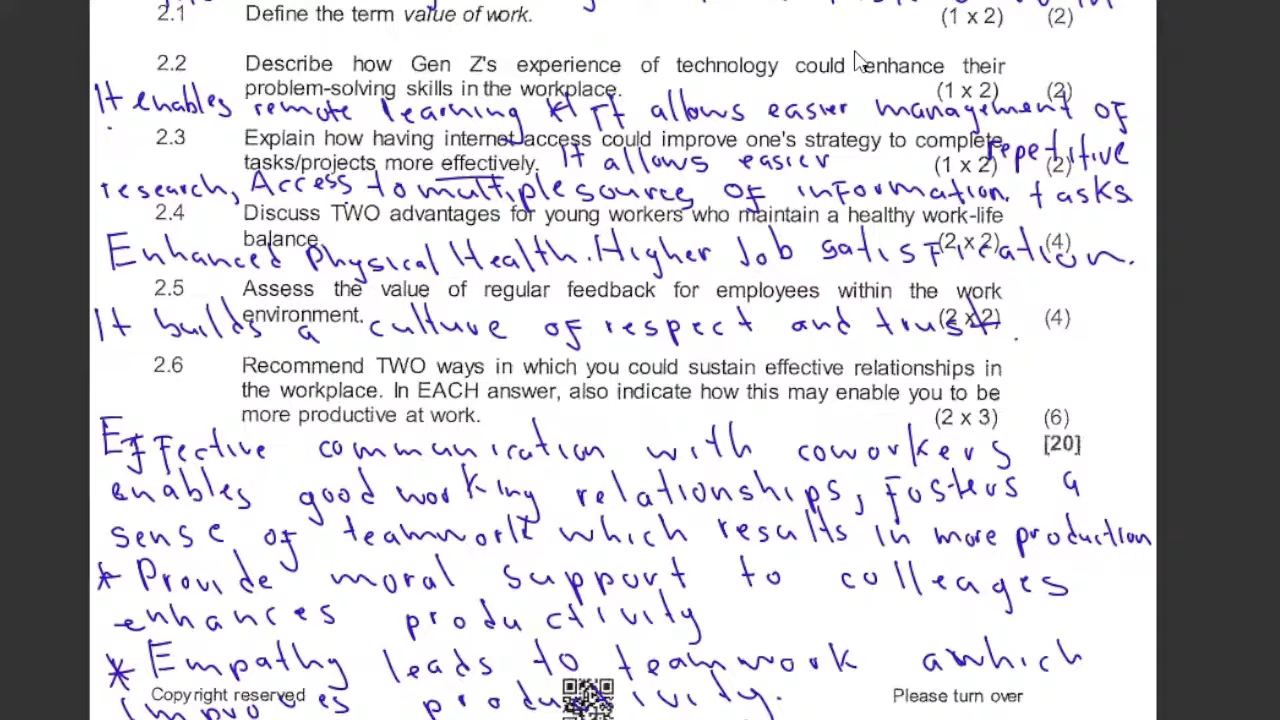 2.1 Define the term value of work. (1 x 2) (2)
2.2 Describe how Gen Z's experience of technology could enhance their
problem-solving skills in the workplace. (1 x 2) (2)
It enables remote learning It allows easier management of
2.3 Explain how having internet access could improve one's strategy to complete
repetitive
tasks/projects more effectively. It allows easier (1 x 2) (2)
research, Access to multiple source of information. tasks
2.4 Discuss TWO advantages for young workers who maintain a healthy work-life
balance. (2 x 2) (4)
Enhanced Physical Health. Higher Job satisfication.
2.5 Assess the value of regular feedback for employees within the work
environment. (2 x 2) (4)
It builds a culture of respect and trust.
2.6 Recommend TWO ways in which you could sustain effective relationships in
the workplace. In EACH answer, also indicate how this may enable you to be
more productive at work. (2 x 3) (6)
[20]
Effective communication with coworkers
enables good working relationships, fosters a
sense of teamwork which results in more production
* Provide moral support to colleages
enhances productivity
* Empathy leads to teamwork awhich
Copyright reserved Please turn over
improves productivity.